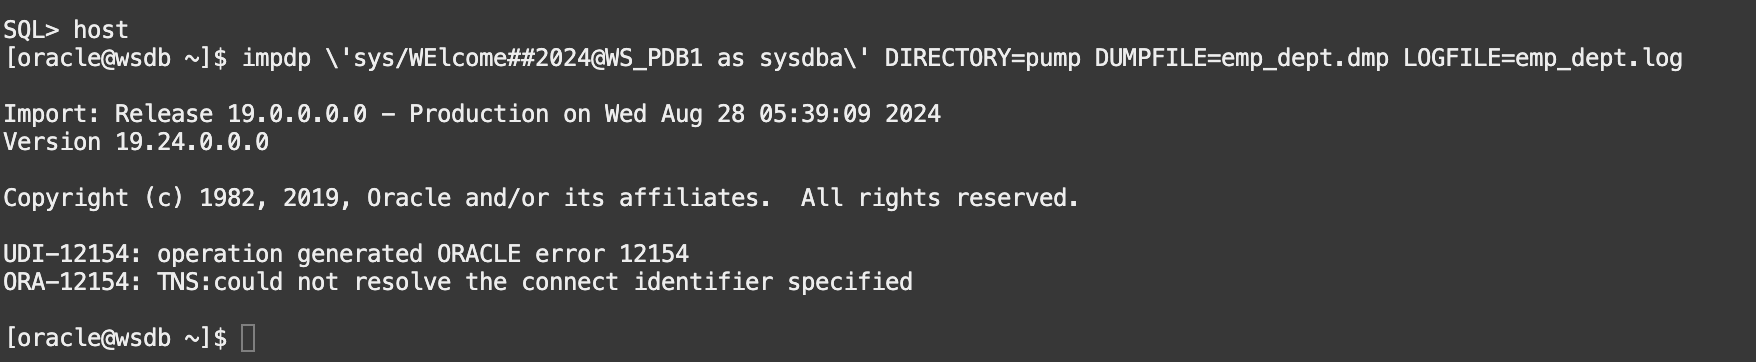 SQL> host
[oracle@wsdb ~]$ impdp \'sys/WElcome##2024@WS_PDB1 as sysdba\' DIRECTORY=pump DUMPFILE=emp_dept.dmp LOGFILE=emp_dept.log
Import: Release 19.0.0.0.0 - Production on Wed Aug 28 05:39:09 2024
Version 19.24.0.0.0
Copyright (c) 1982, 2019, Oracle and/or its affiliates.  All rights reserved.
UDI-12154: operation generated ORACLE error 12154
ORA-12154: TNS:could not resolve the connect identifier specified
[oracle@wsdb ~]$